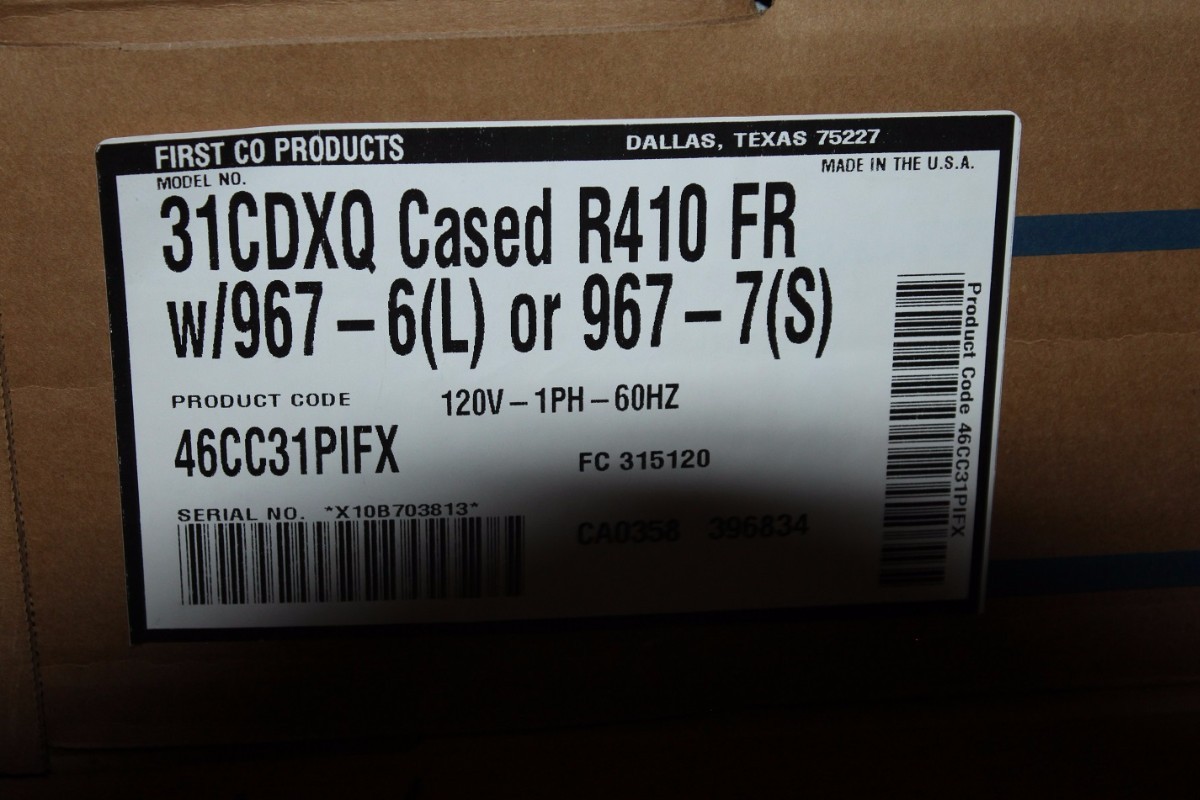 FIRST CO PRODUCTS DALLAS, TEXAS 75227
MODEL NO. MADE IN THE U.S.A.
31CDXQ Cased R410 FR
w/967-6(L) or 967-7(S)
PRODUCT CODE 120V-1PH-60HZ
46CC31PIFX FC 315120
SERIAL NO. *X10B703813*
CA0358 396834
Product Code 46CC31PIFX